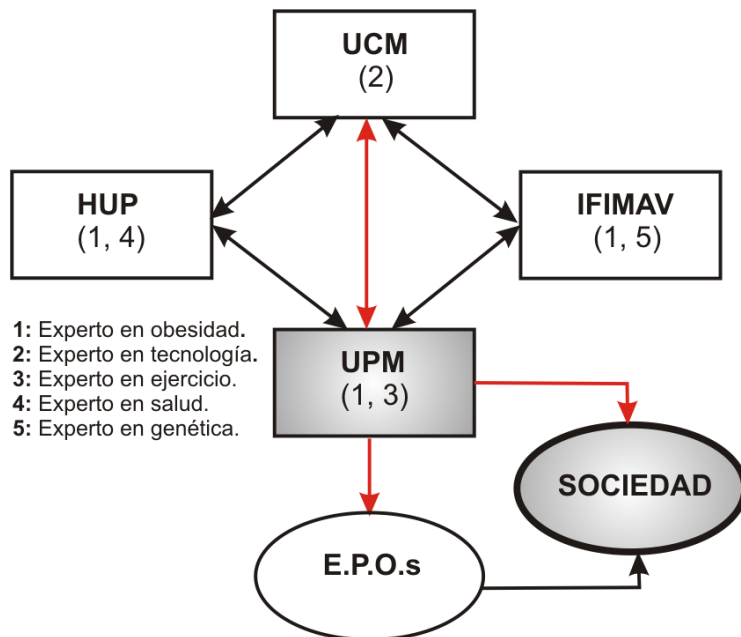 UCM
(2)
HUP
(1, 4)
IFIMAV
(1, 5)
1: Experto en obesidad.
2: Experto en tecnología.
3: Experto en ejercicio.
4: Experto en salud.
5: Experto en genética.
UPM
(1, 3)
SOCIEDAD
E.P.O.s